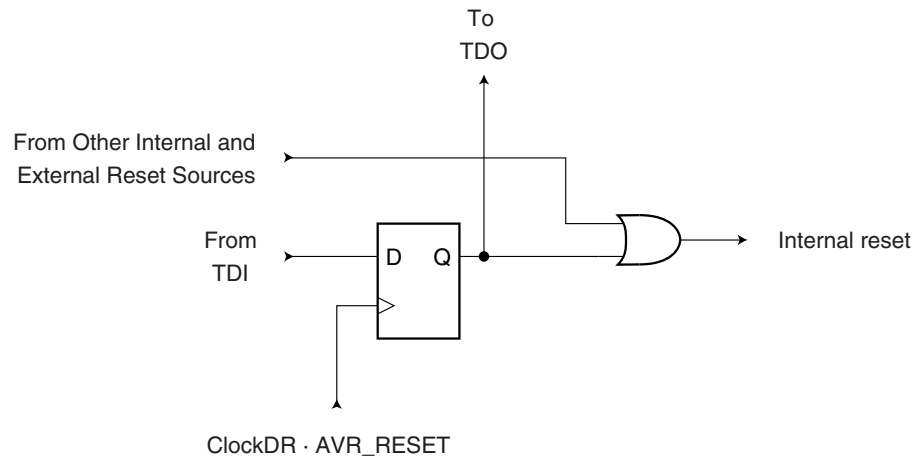 To
TDO
From Other Internal and
External Reset Sources
From
TDI
D
Q
Internal reset
ClockDR · AVR_RESET